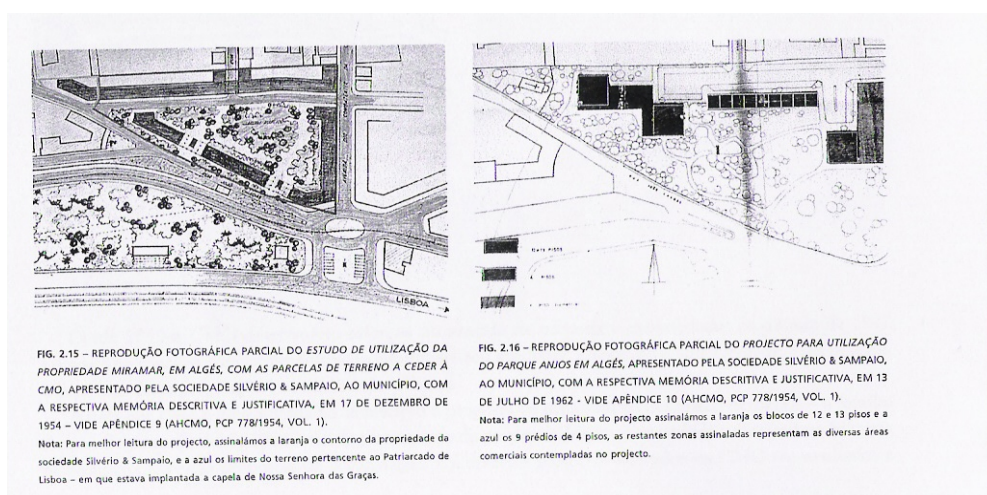 LISBOA
1
FIG. 2.15 – REPRODUÇÃO FOTOGRÁFICA PARCIAL DO ESTUDO DE UTILIZAÇÃO DA
PROPRIEDADE MIRAMAR, EM ALGÉS, COM AS PARCELAS DE TERRENO A CEDER À
CMO, APRESENTADO PELA SOCIEDADE SILVÉRIO & SAMPAIO, AO MUNICÍPIO, COM
A RESPECTIVA MEMÓRIA DESCRITIVA E JUSTIFICATIVA, EM 17 DE DEZEMBRO DE
1954 – VIDE APÊNDICE 9 (AHCMO, PCP 778/1954, VOL. 1).
Nota: Para melhor leitura do projecto, assinalámos a laranja o contorno da propriedade da
sociedade Silvério & Sampaio, e a azul os limites do terreno pertencente ao Patriarcado de
Lisboa – em que estava implantada a capela de Nossa Senhora das Graças.
FIG. 2.16 – REPRODUÇÃO FOTOGRÁFICA PARCIAL DO PROJECTO PARA UTILIZAÇÃO
DO PARQUE ANJOS EM ALGÉS, APRESENTADO PELA SOCIEDADE SILVÉRIO & SAMPAIO,
AO MUNICÍPIO, COM A RESPECTIVA MEMÓRIA DESCRITIVA E JUSTIFICATIVA, EM 13
DE JULHO DE 1962 - VIDE APÊNDICE 10 (AHCMO, PCP 778/1954, VOL. 1).
Nota: Para melhor leitura do projecto assinalámos a laranja os blocos de 12 e 13 pisos e a
azul os 9 prédios de 4 pisos, as restantes zonas assinaladas representam as diversas áreas
comerciais contempladas no projecto.